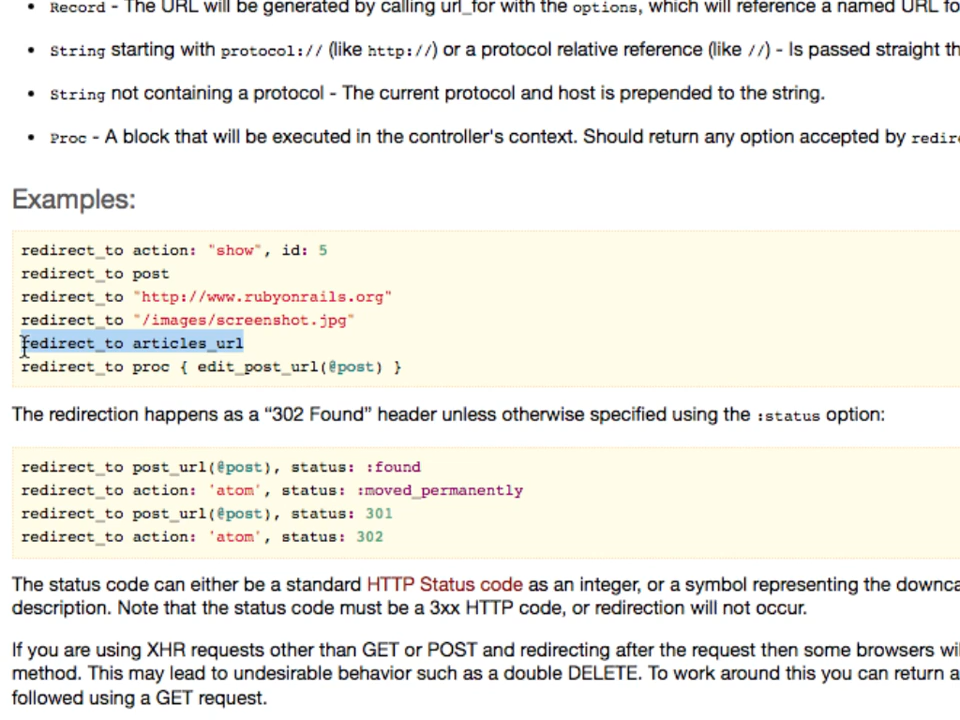 Record - The URL will be generated by calling url_for with the options, which will reference a named URL fo
String starting with protocol:// (like http://) or a protocol relative reference (like //) - Is passed straight th
String not containing a protocol - The current protocol and host is prepended to the string.
Proc - A block that will be executed in the controller's context. Should return any option accepted by redire
Examples:
redirect_to action: "show", id: 5
redirect_to post
redirect_to "http://www.rubyonrails.org"
redirect_to "/images/screenshot.jpg"
redirect_to articles_url
redirect_to proc { edit_post_url(@post) }
The redirection happens as a “302 Found” header unless otherwise specified using the :status option:
redirect_to post_url(@post), status: :found
redirect_to action: 'atom', status: :moved_permanently
redirect_to post_url(@post), status: 301
redirect_to action: 'atom', status: 302
The status code can either be a standard HTTP Status code as an integer, or a symbol representing the downca
description. Note that the status code must be a 3xx HTTP code, or redirection will not occur.
If you are using XHR requests other than GET or POST and redirecting after the request then some browsers wi
method. This may lead to undesirable behavior such as a double DELETE. To work around this you can return a
followed using a GET request.